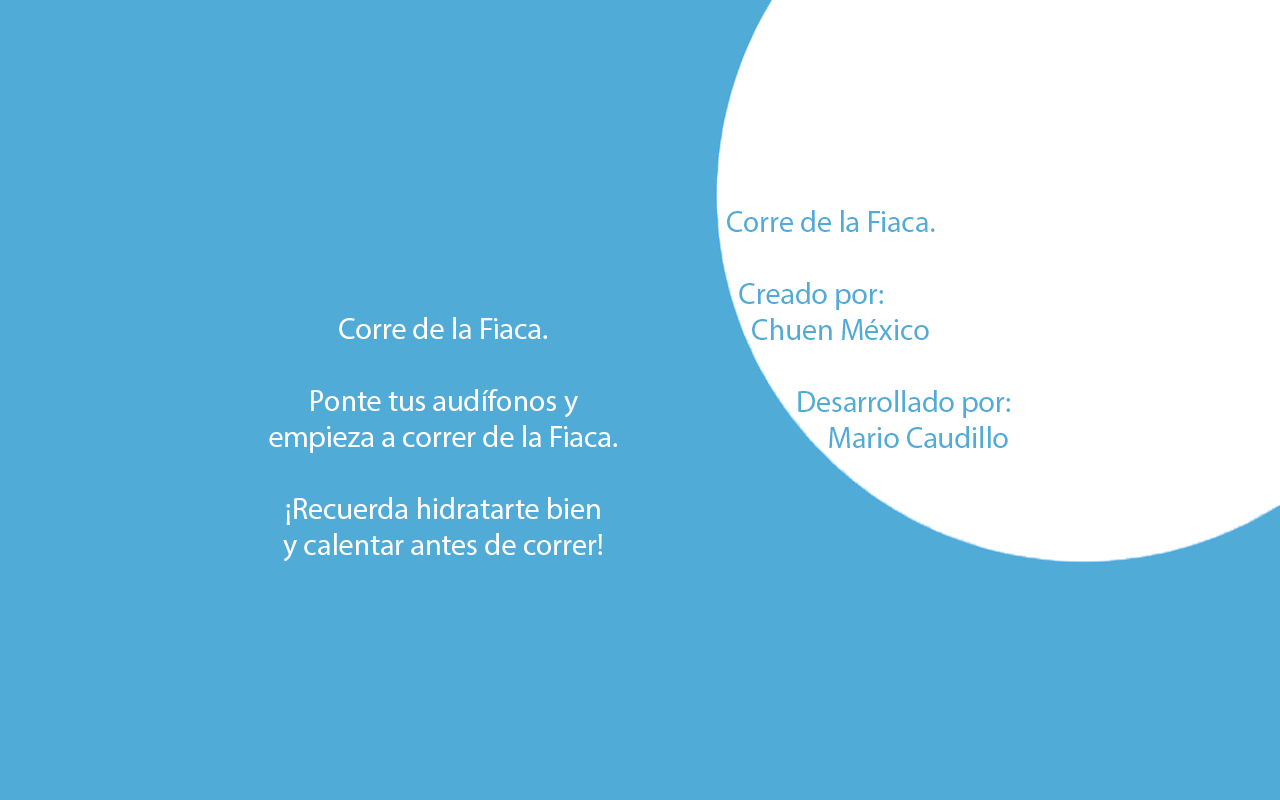 Corre de la Fiaca.
Ponte tus audífonos y
empieza a correr de la Fiaca.
¡Recuerda hidratarte bien
y calentar antes de correr!
Corre de la Fiaca.
Creado por:
Chuen México
Desarrollado por:
Mario Caudillo